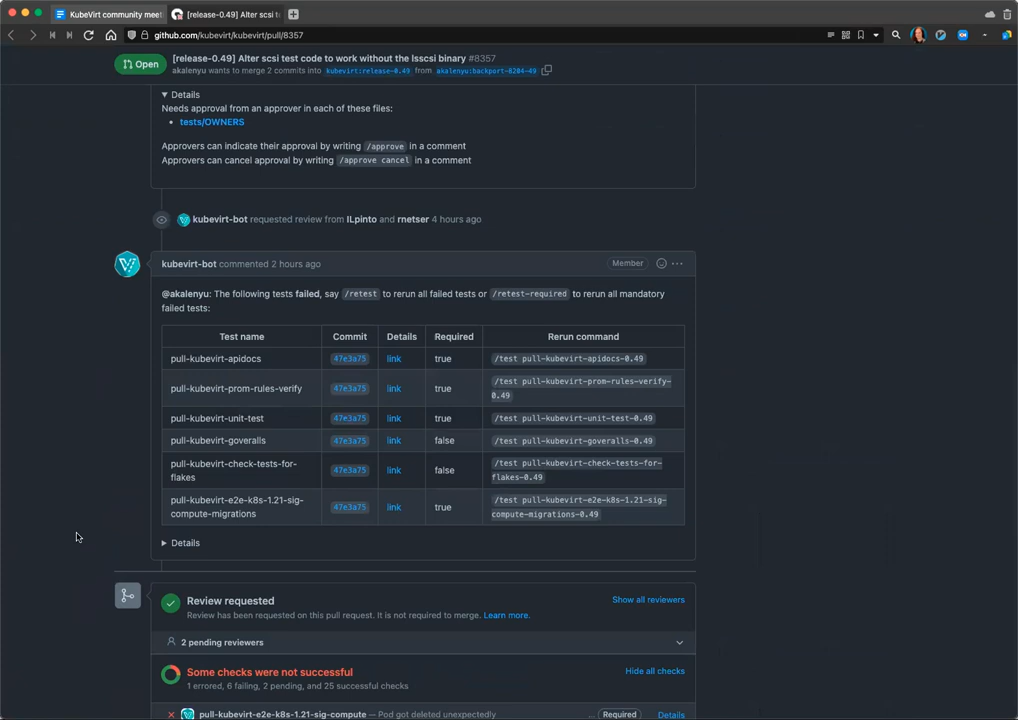 KubeVirt community meet
[release-0.49] Alter scsi t
github.com/kubevirt/kubevirt/pull/8357
Open
[release-0.49] Alter scsi test code to work without the lsscsi binary #8357
akalenyu wants to merge 2 commits into kubevirt:release-0.49 from akalenyu:backport-8204-49
▼ Details
Needs approval from an approver in each of these files:
• tests/OWNERS
Approvers can indicate their approval by writing /approve in a comment
Approvers can cancel approval by writing /approve cancel in a comment
kubevirt-bot requested review from ILpinto and rnetser 4 hours ago
kubevirt-bot commented 2 hours ago
Member
@akalenyu: The following tests failed, say /retest to rerun all failed tests or /retest-required to rerun all mandatory
failed tests:
Test name Commit Details Required Rerun command
pull-kubevirt-apidocs 47e3a75 link true /test pull-kubevirt-apidocs-0.49
pull-kubevirt-prom-rules-verify 47e3a75 link true /test pull-kubevirt-prom-rules-verify-
0.49
pull-kubevirt-unit-test 47e3a75 link true /test pull-kubevirt-unit-test-0.49
pull-kubevirt-goveralls 47e3a75 link false /test pull-kubevirt-goveralls-0.49
pull-kubevirt-check-tests-for- 47e3a75 link false /test pull-kubevirt-check-tests-for-
flakes flakes-0.49
pull-kubevirt-e2e-k8s-1.21-sig- 47e3a75 link true /test pull-kubevirt-e2e-k8s-1.21-sig-
compute-migrations compute-migrations-0.49
▶ Details
Review requested
Show all reviewers
Review has been requested on this pull request. It is not required to merge. Learn more.
2 pending reviewers
Some checks were not successful
Hide all checks
1 errored, 6 failing, 2 pending, and 25 successful checks
pull-kubevirt-e2e-k8s-1.21-sig-compute — Pod got deleted unexpectedly ... Required Details